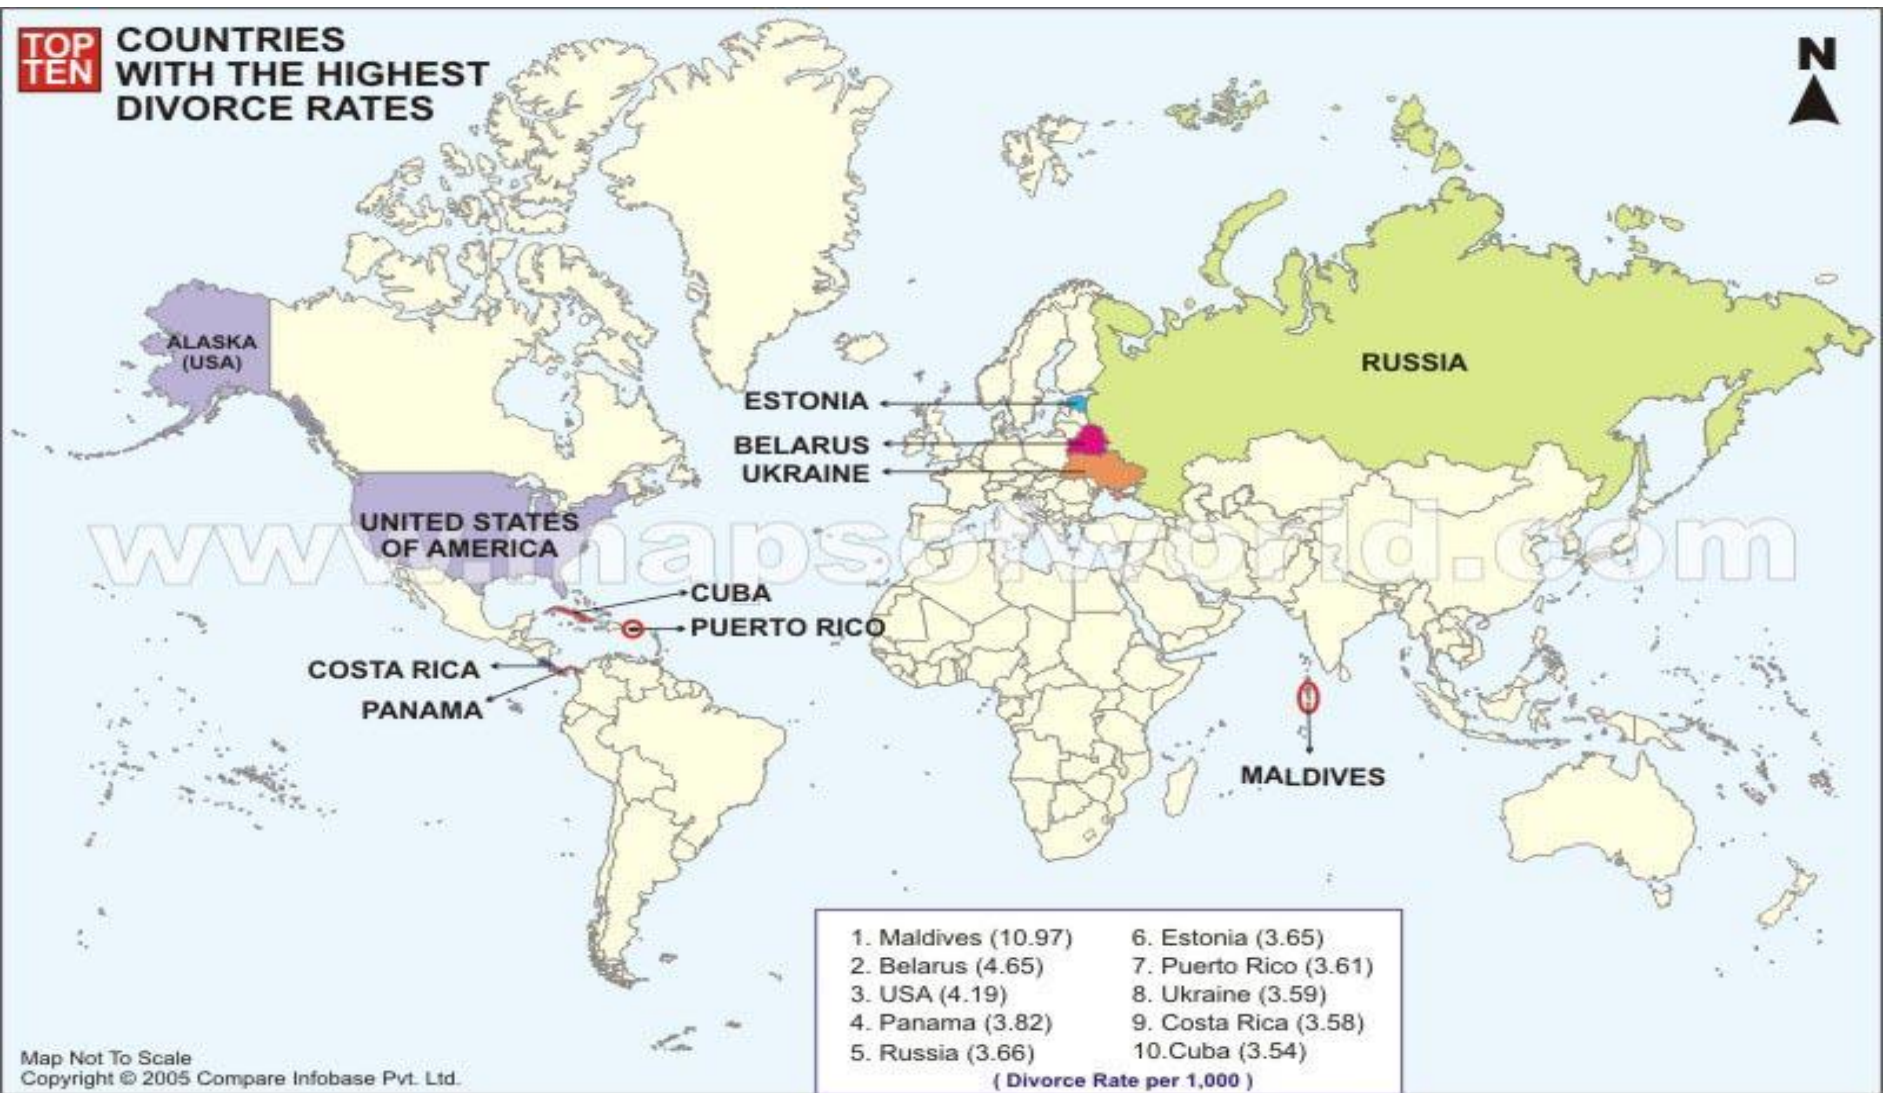 TOP
TEN
COUNTRIES
WITH THE HIGHEST
DIVORCE RATES
N
ALASKA
(USA)
RUSSIA
ESTONIA
BELARUS
UKRAINE
UNITED STATES
OF AMERICA
www.mapsofworld.com
CUBA
PUERTO RICO
COSTA RICA
PANAMA
MALDIVES
1. Maldives (10.97)
2. Belarus (4.65)
3. USA (4.19)
4. Panama (3.82)
5. Russia (3.66)
6. Estonia (3.65)
7. Puerto Rico (3.61)
8. Ukraine (3.59)
9. Costa Rica (3.58)
10.Cuba (3.54)
( Divorce Rate per 1,000 )
Map Not To Scale
Copyright © 2005 Compare Infobase Pvt. Ltd.